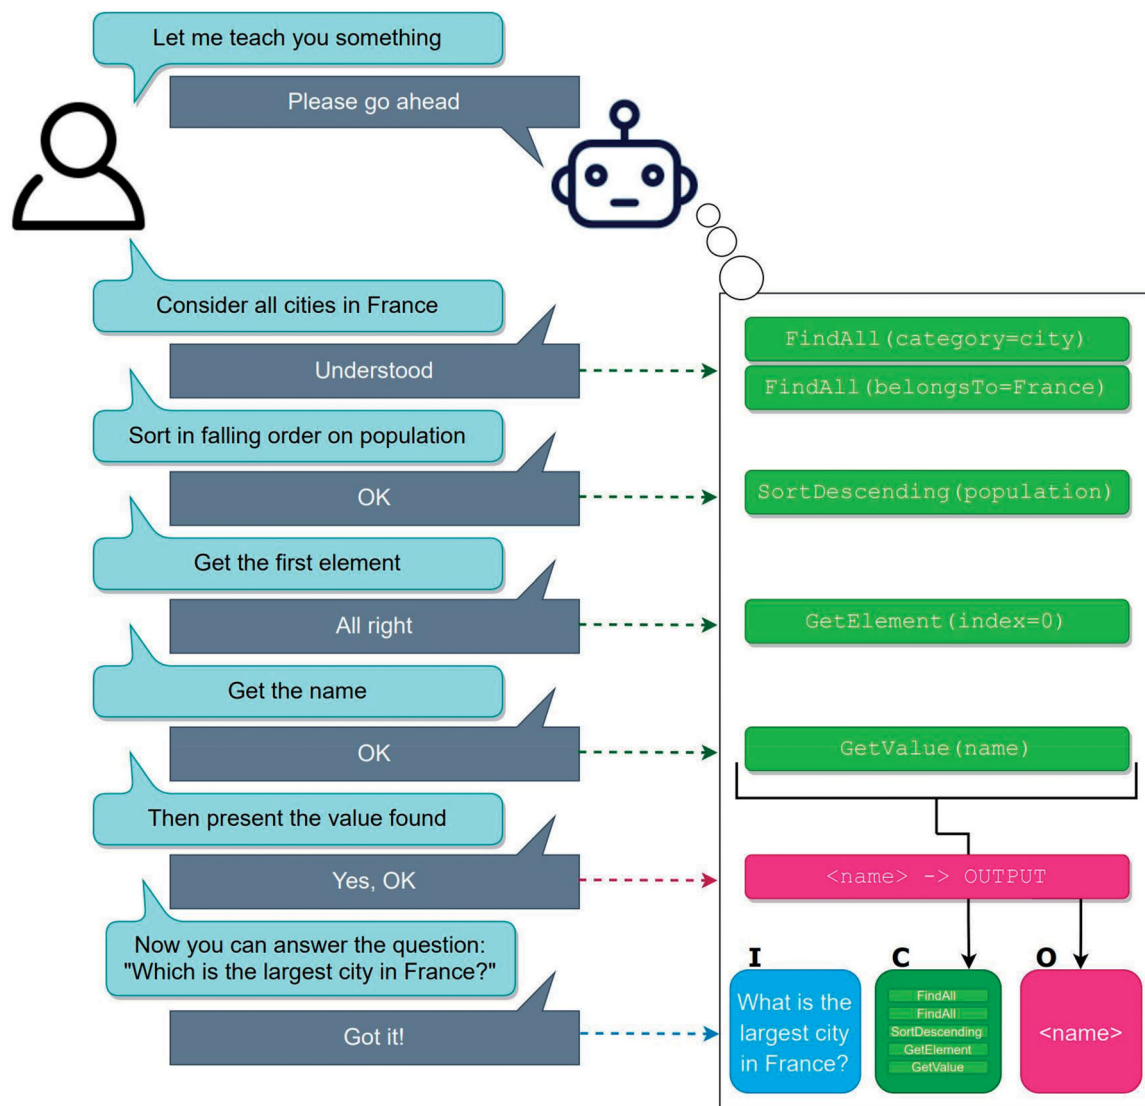 Let me teach you something
Please go ahead
Consider all cities in France
Understood
FindAll(category=city)
FindAll(belongsTo=France)
Sort in falling order on population
OK
SortDescending(population)
Get the first element
All right
GetElement(index=0)
Get the name
OK
GetValue(name)
Then present the value found
Yes, OK
<name> -> OUTPUT
Now you can answer the question:
"Which is the largest city in France?"
Got it!
I
What is the
largest city
in France?
C
FindAll
FindAll
SortDescending
GetElement
GetValue
O
<name>